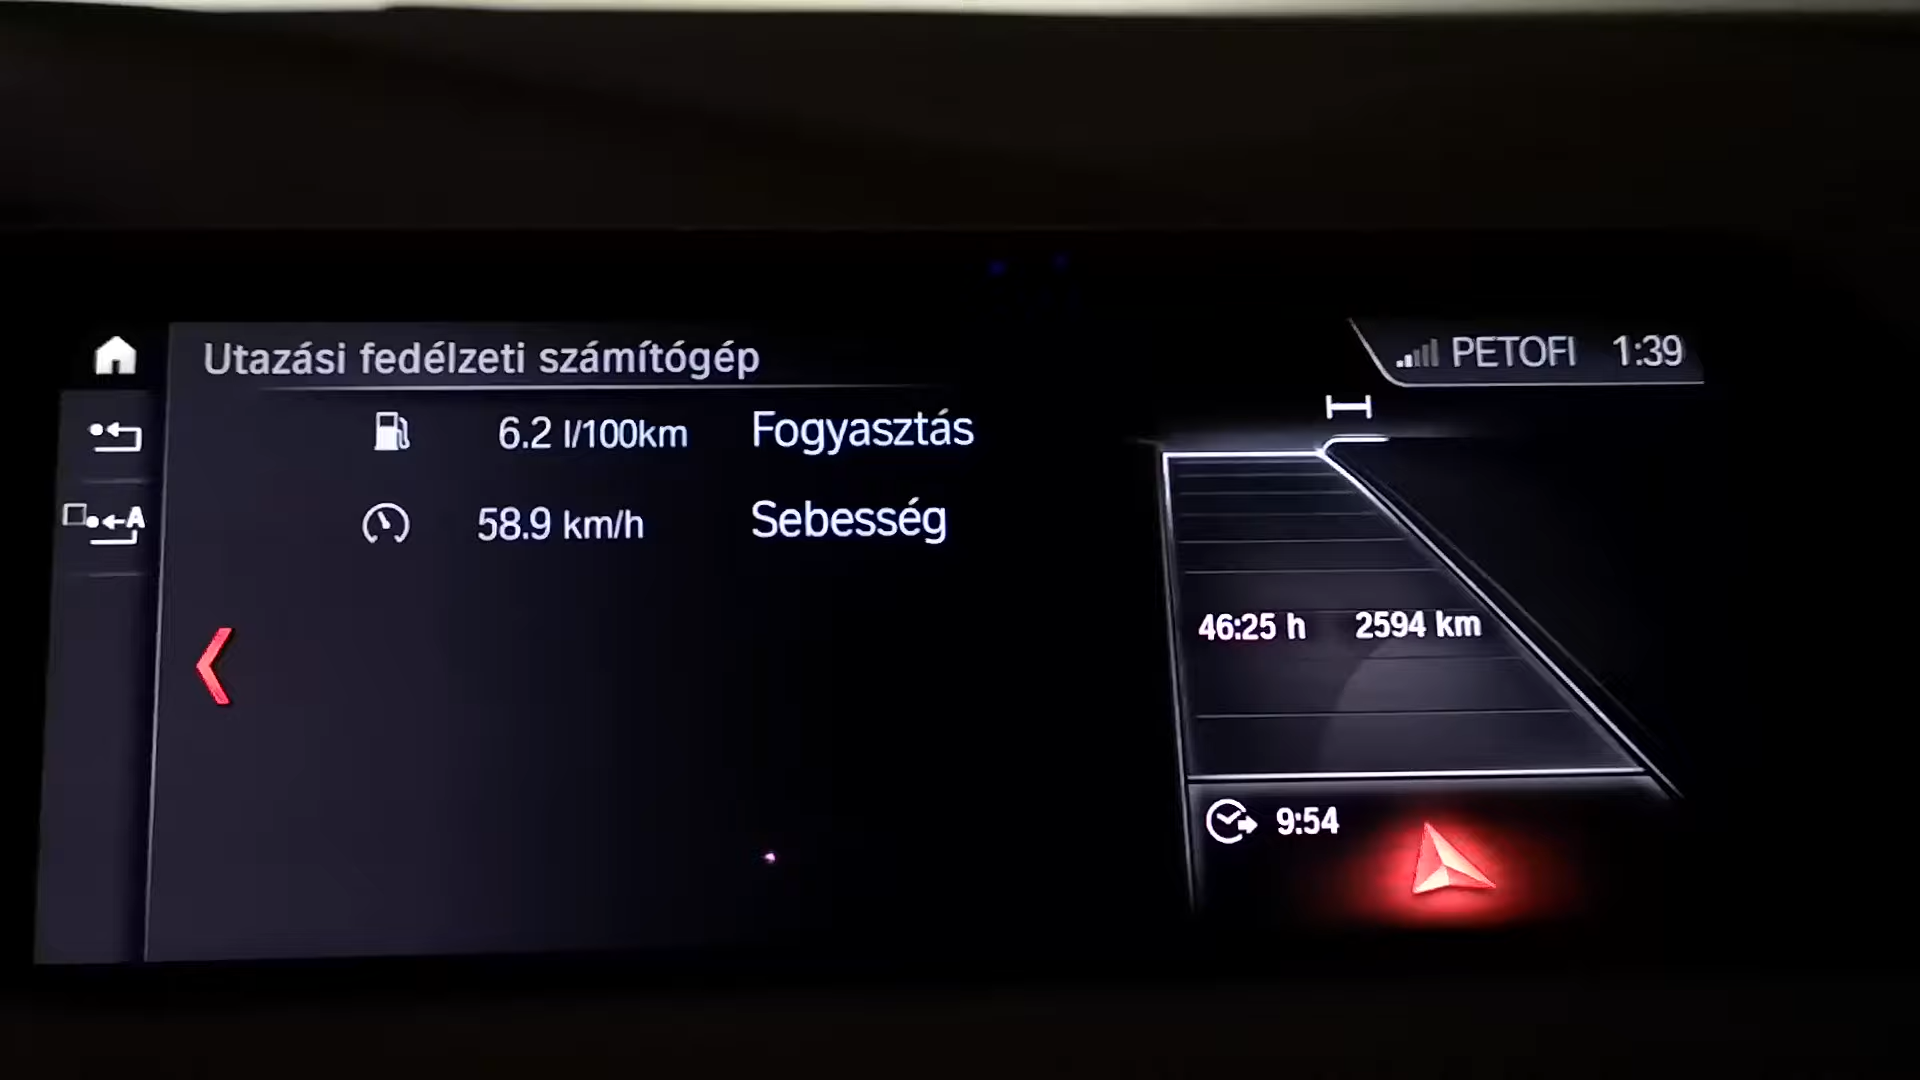 Utazási fedélzeti számítógép
PETOFI 1:39
6.2 l/100km Fogyasztás
58.9 km/h Sebesség
A
46:25 h 2594 km
9:54